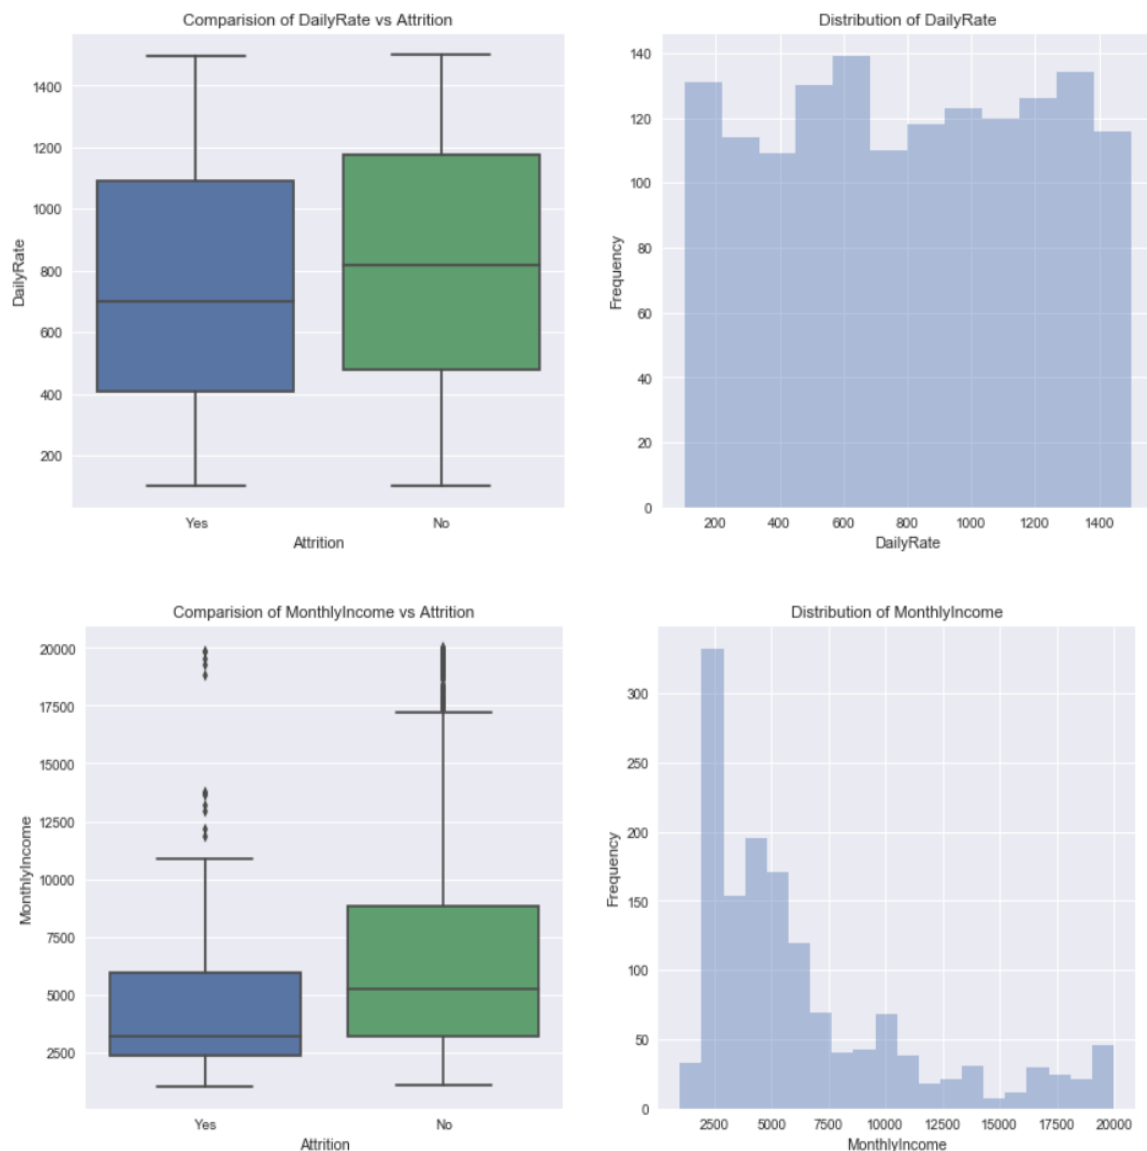 Comparision of DailyRate vs Attrition
DailyRate
1400
1200
1000
800
600
400
200
Yes No
Attrition
Distribution of DailyRate
Frequency
140
120
100
80
60
40
20
0
200 400 600 800 1000 1200 1400
DailyRate
Comparision of MonthlyIncome vs Attrition
MonthlyIncome
20000
17500
15000
12500
10000
7500
5000
2500
Yes No
Attrition
Distribution of MonthlyIncome
Frequency
300
250
200
150
100
50
0
2500 5000 7500 10000 12500 15000 17500 20000
MonthlyIncome